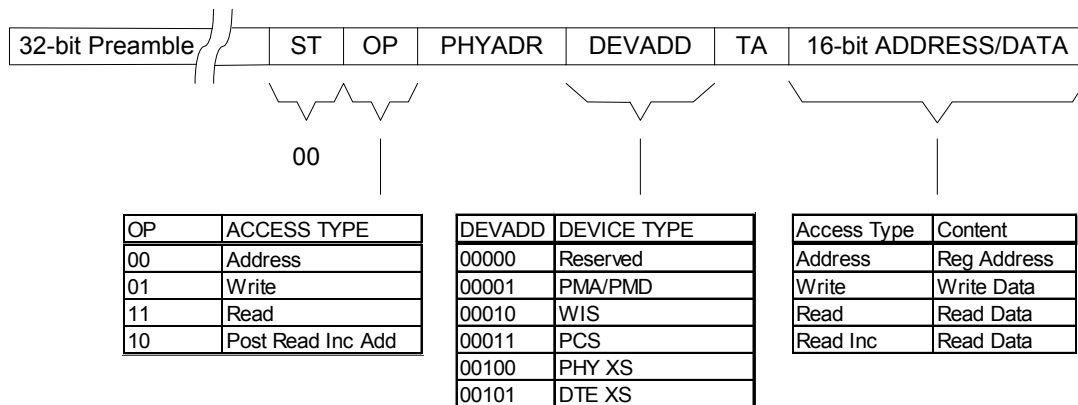 32-bit Preamble ST OP PHYADR DEVADD TA 16-bit ADDRESS/DATA
00
OP ACCESS TYPE
00 Address
01 Write
11 Read
10 Post Read Inc Add
DEVADD DEVICE TYPE
00000 Reserved
00001 PMA/PMD
00010 WIS
00011 PCS
00100 PHY XS
00101 DTE XS
Access Type Content
Address Reg Address
Write Write Data
Read Read Data
Read Inc Read Data